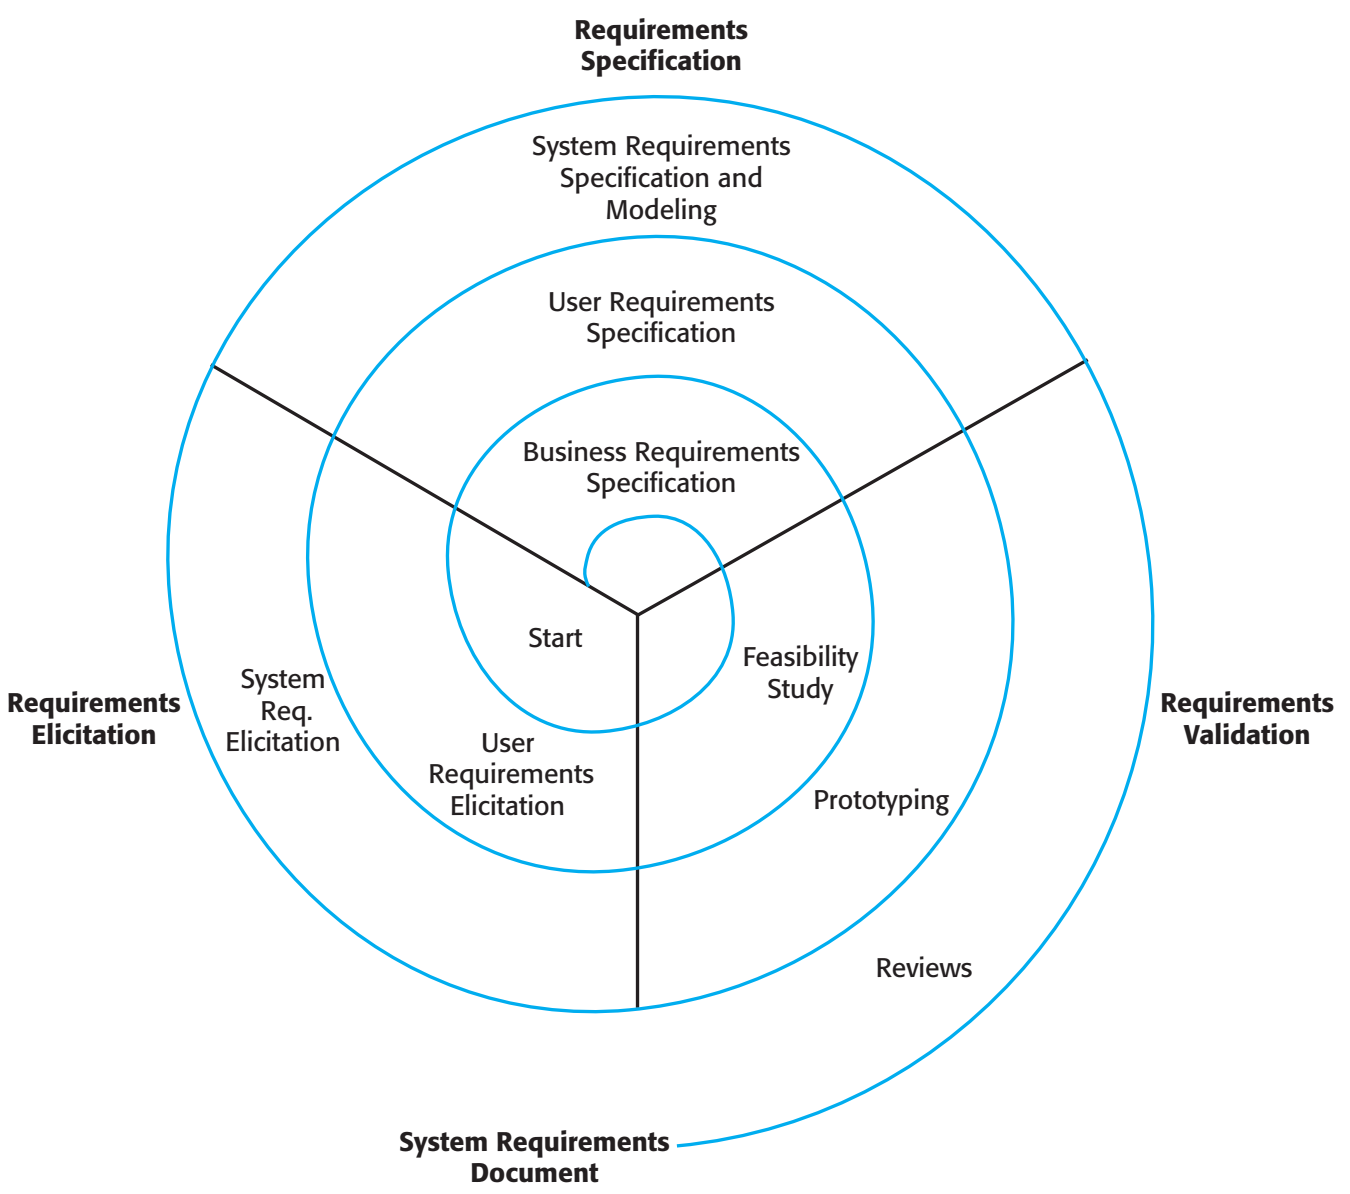 Requirements
Specification
System Requirements
Specification and
Modeling
User Requirements
Specification
Business Requirements
Specification
Start
Feasibility
Study
System
Req.
Elicitation
Requirements
Elicitation
Requirements
Validation
User
Requirements
Elicitation
Prototyping
Reviews
System Requirements
Document